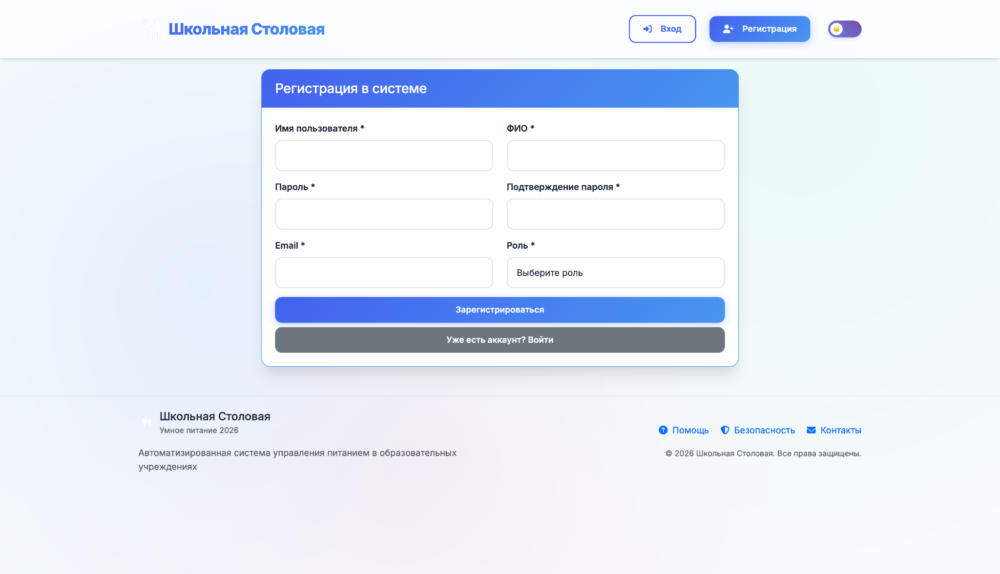 Школьная Столовая
Вход
Регистрация
Регистрация в системе
Имя пользователя *
ФИО *
Пароль *
Подтверждение пароля *
Email *
Роль *
Выберите роль
Зарегистрироваться
Уже есть аккаунт? Войти
Школьная Столовая
Умное питание 2026
Автоматизированная система управления питанием в образовательных
учреждениях
Помощь
Безопасность
Контакты
© 2026 Школьная Столовая. Все права защищены.